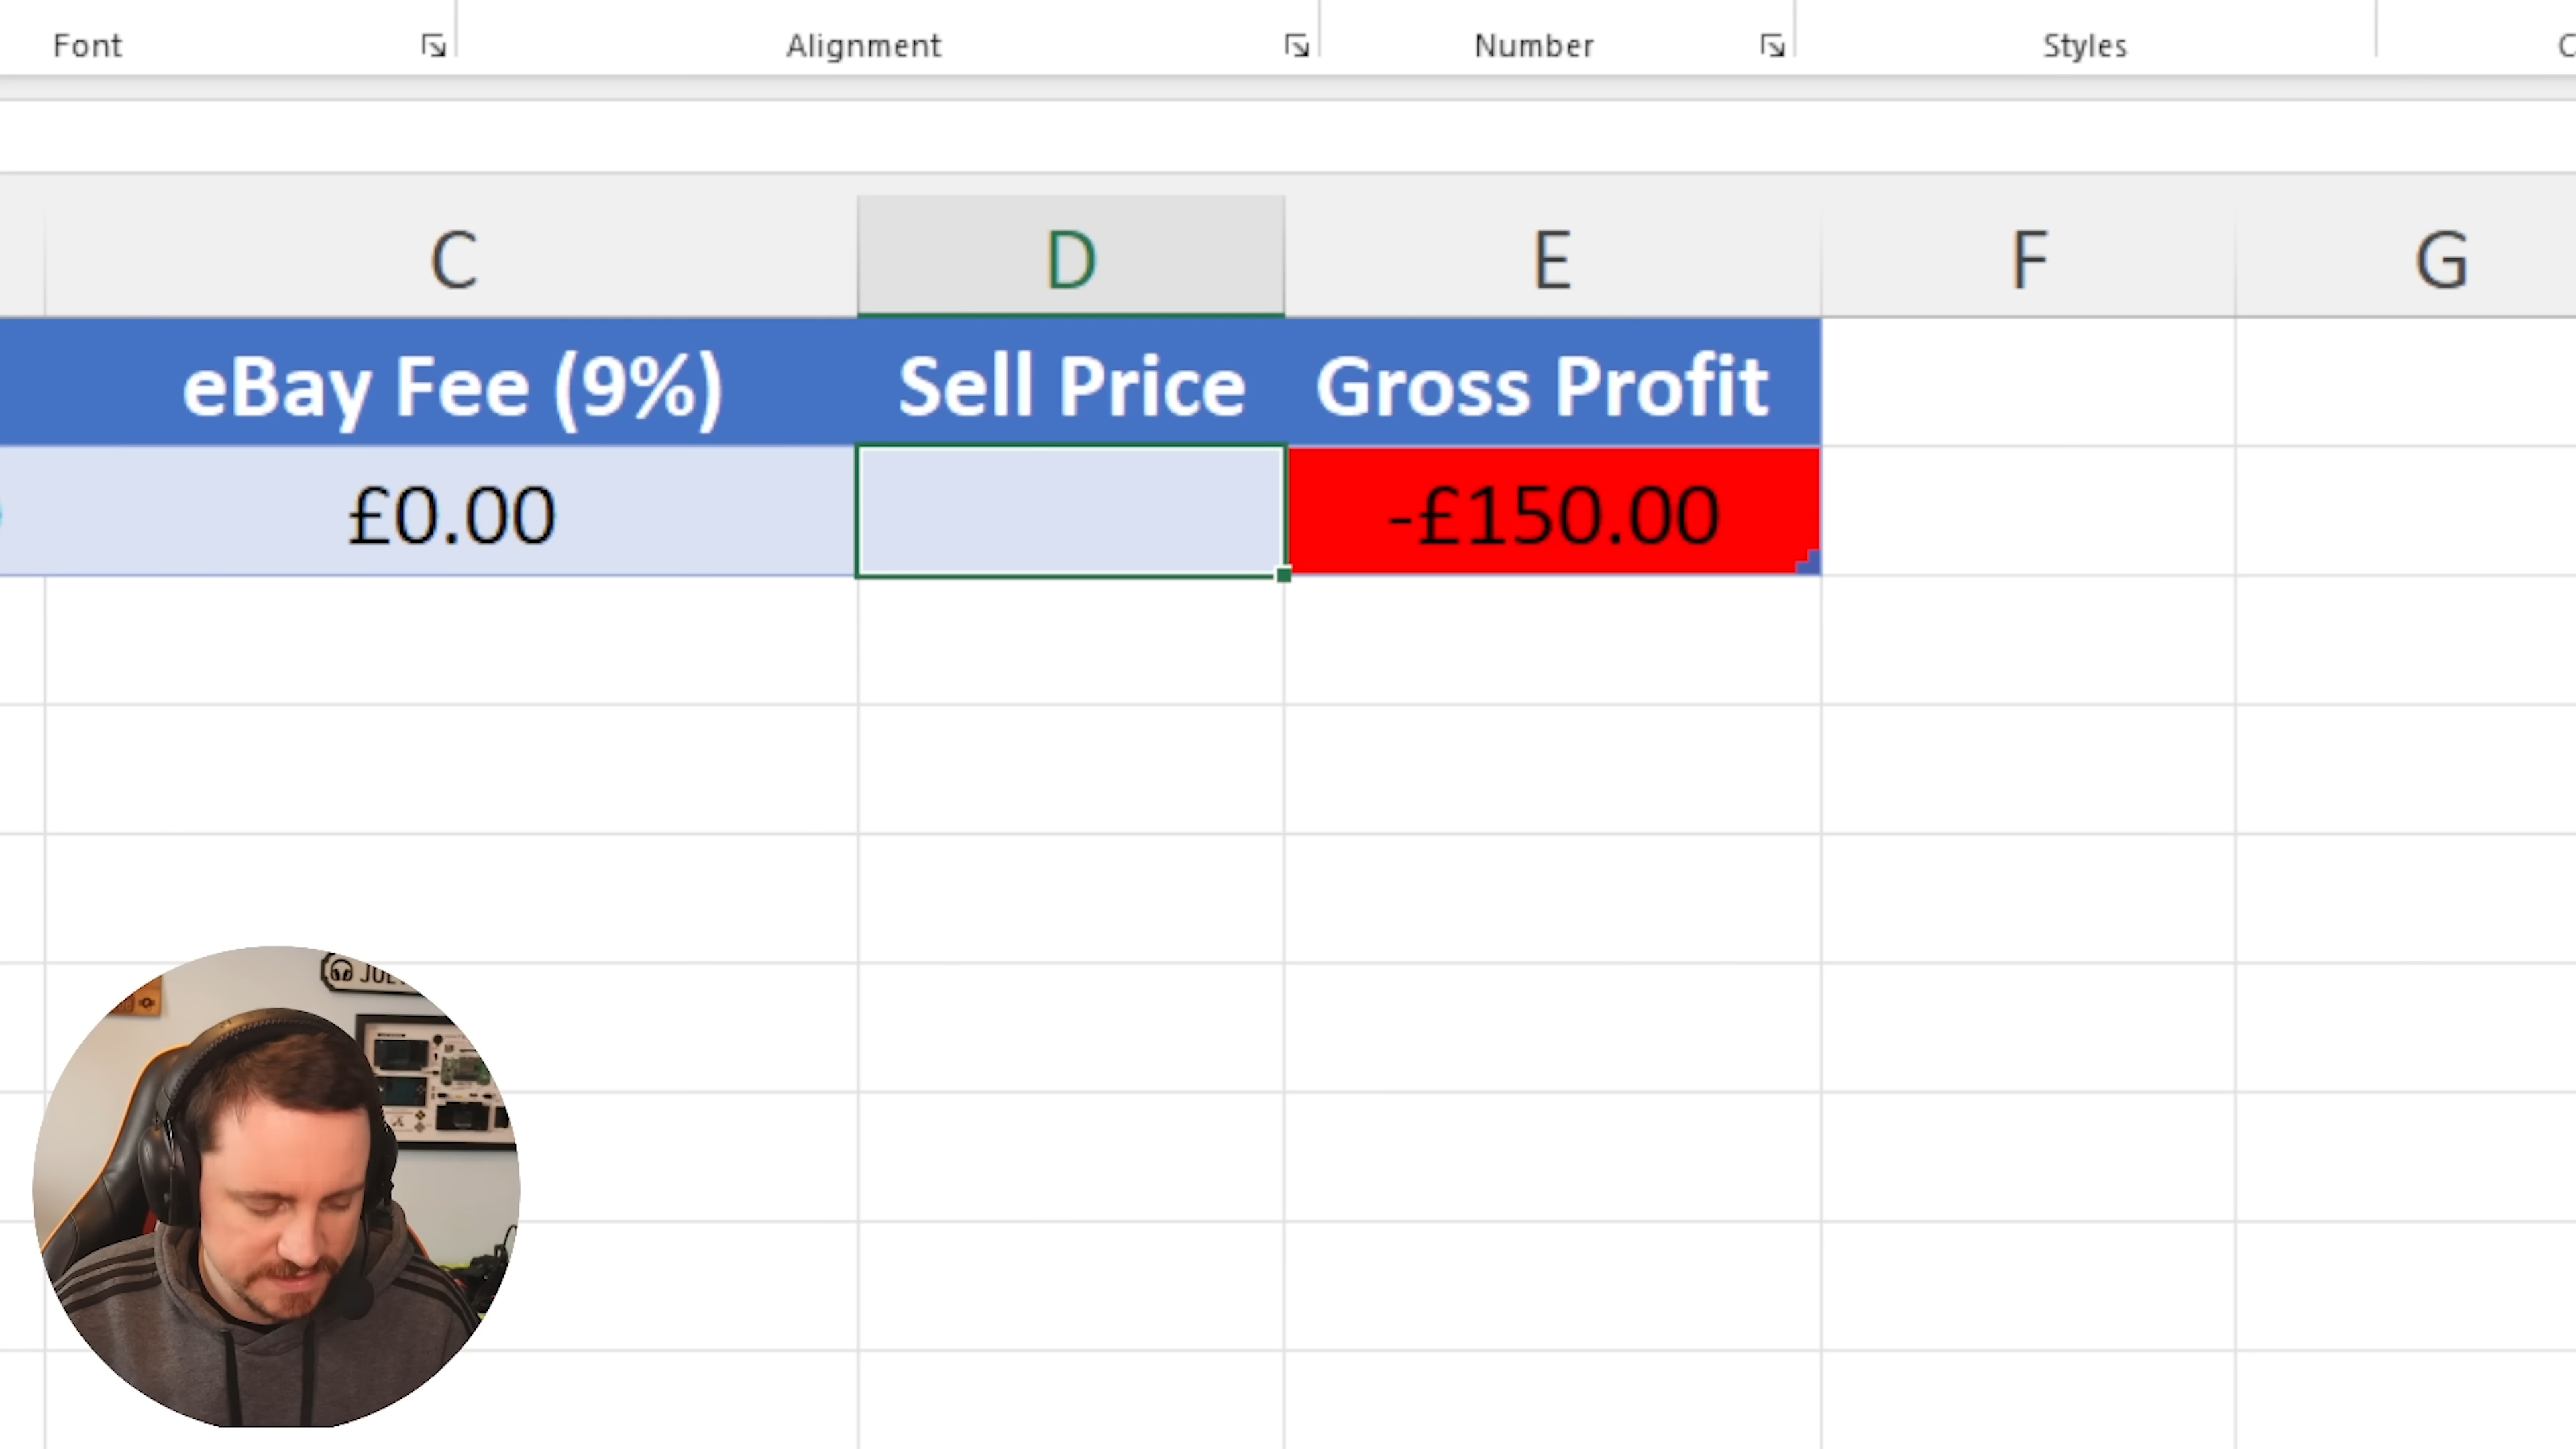 Font Alignment Number Styles
C D E F G
eBay Fee (9%) Sell Price Gross Profit
£0.00 -£150.00